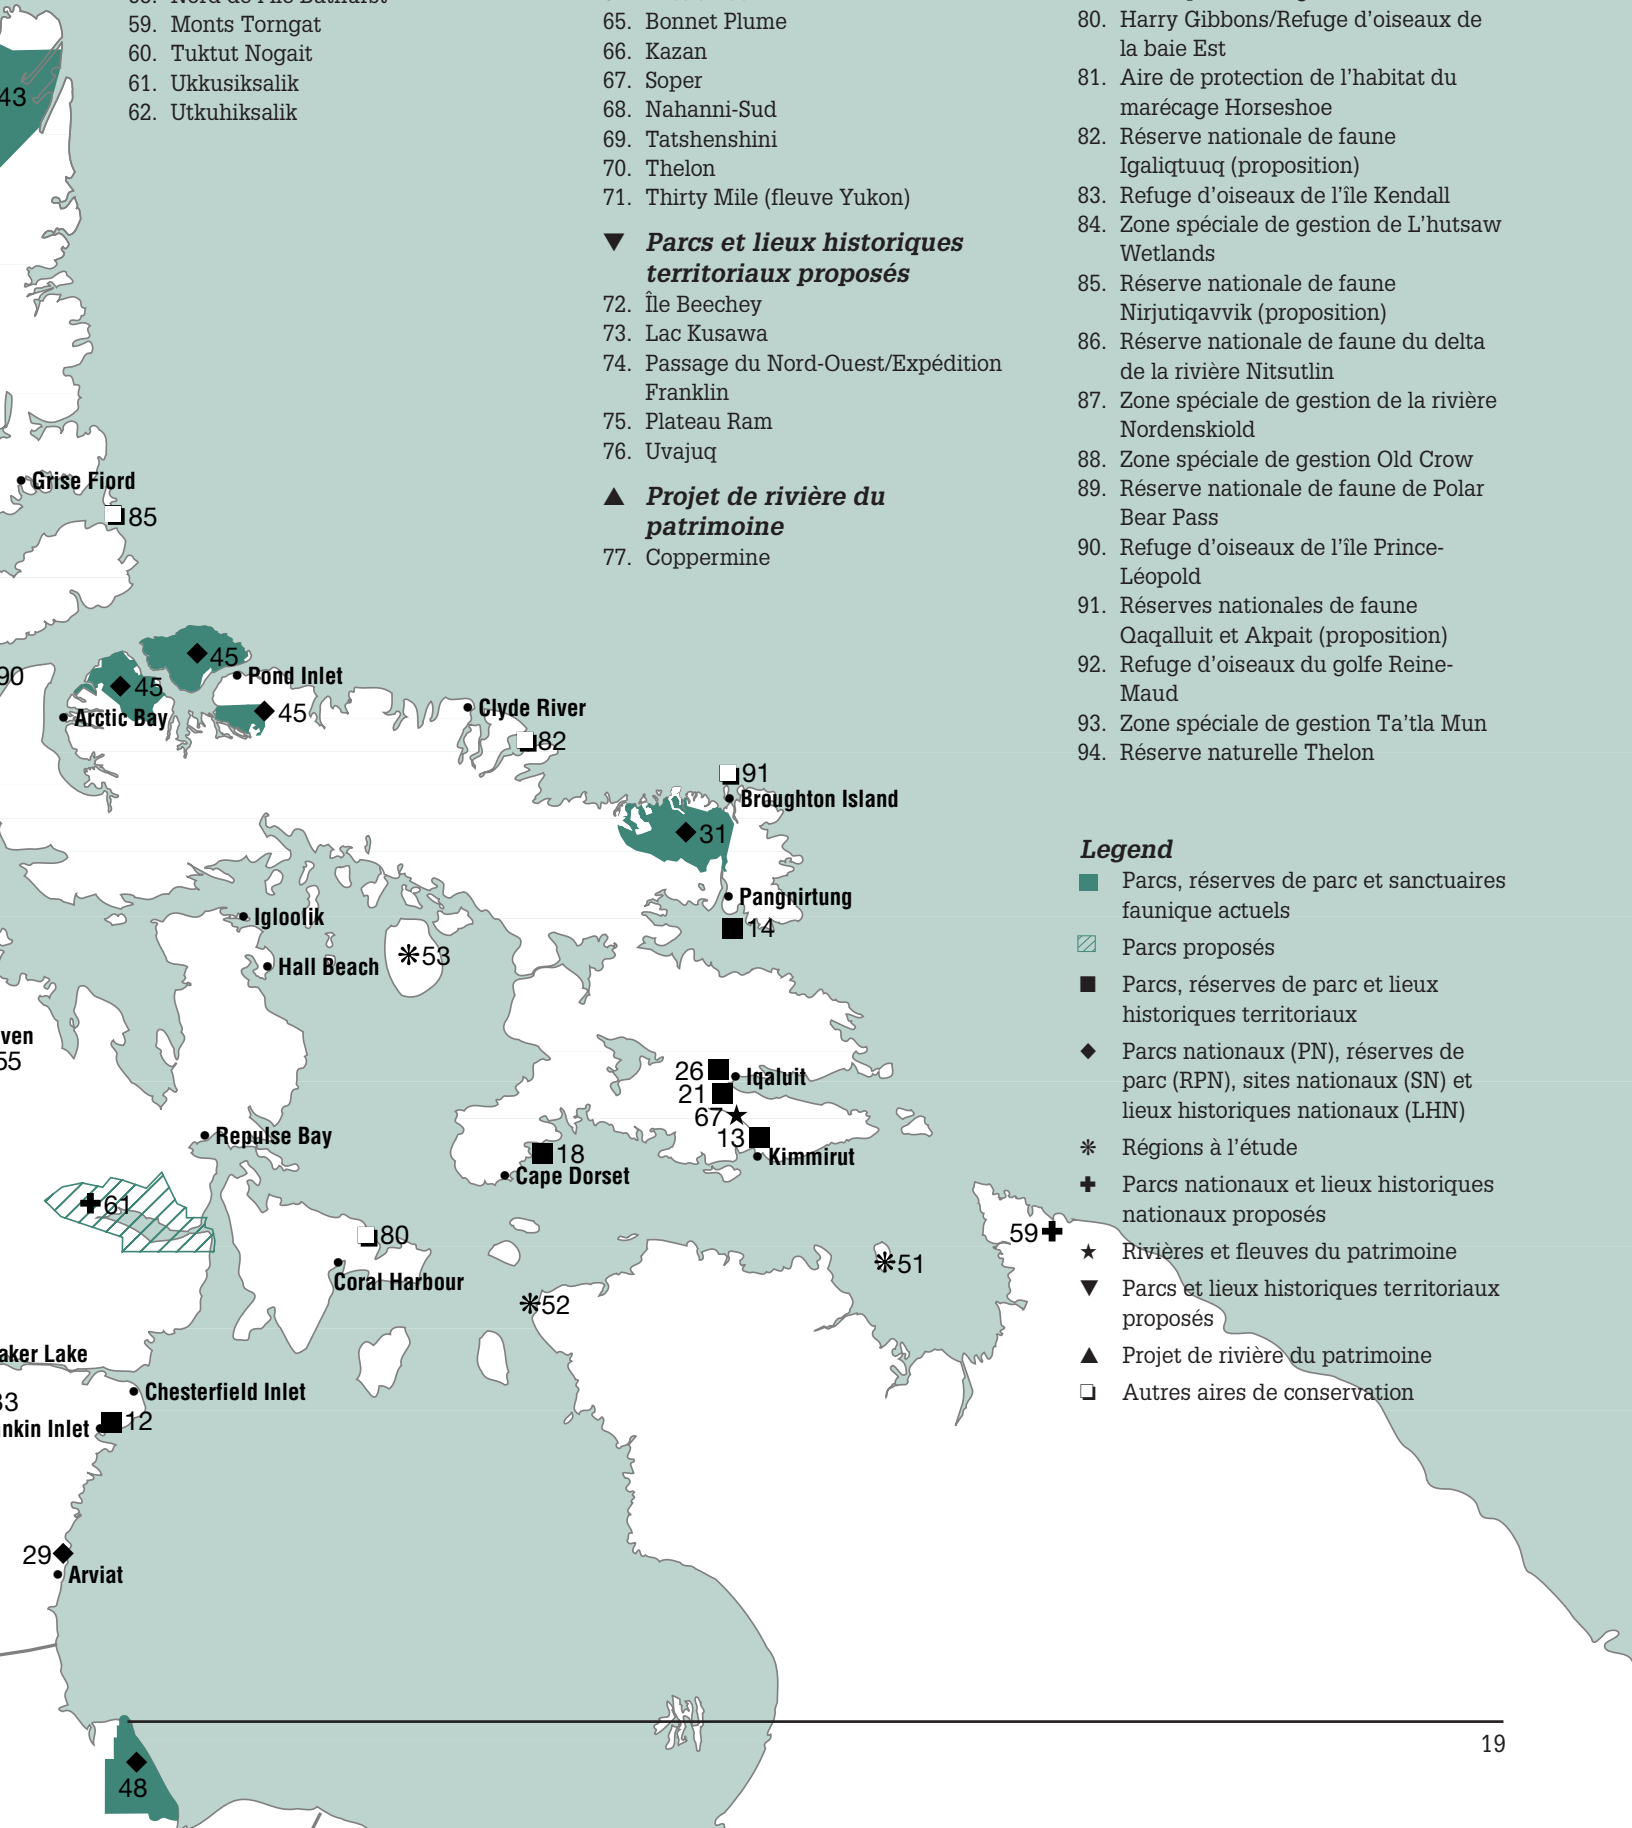 59. Monts Torngat
60. Tuktut Nogait
61. Ukkusiksalik
62. Utkuhiksalik
65. Bonnet Plume
66. Kazan
67. Soper
68. Nahanni-Sud
69. Tatshenshini
70. Thelon
71. Thirty Mile (fleuve Yukon)
▼ Parcs et lieux historiques
territoriaux proposés
72. Île Beechey
73. Lac Kusawa
74. Passage du Nord-Ouest/Expédition
Franklin
75. Plateau Ram
76. Uvajuq
▲ Projet de rivière du
patrimoine
77. Coppermine
80. Harry Gibbons/Refuge d'oiseaux de
la baie Est
81. Aire de protection de l'habitat du
marécage Horseshoe
82. Réserve nationale de faune
Igaliqtuuq (proposition)
83. Refuge d'oiseaux de l'île Kendall
84. Zone spéciale de gestion de L'hutsaw
Wetlands
85. Réserve nationale de faune
Nirjutiqavvik (proposition)
86. Réserve nationale de faune du delta
de la rivière Nitsutlin
87. Zone spéciale de gestion de la rivière
Nordenskiold
88. Zone spéciale de gestion Old Crow
89. Réserve nationale de faune de Polar
Bear Pass
90. Refuge d'oiseaux de l'île Prince-
Léopold
91. Réserves nationales de faune
Qaqalluit et Akpait (proposition)
92. Refuge d'oiseaux du golfe Reine-
Maud
93. Zone spéciale de gestion Ta'tla Mun
94. Réserve naturelle Thelon
Legend
Parcs, réserves de parc et sanctuaires
faunique actuels
Parcs proposés
Parcs, réserves de parc et lieux
historiques territoriaux
Parcs nationaux (PN), réserves de
parc (RPN), sites nationaux (SN) et
lieux historiques nationaux (LHN)
Régions à l'étude
Parcs nationaux et lieux historiques
nationaux proposés
Rivières et fleuves du patrimoine
Parcs et lieux historiques territoriaux
proposés
Projet de rivière du patrimoine
Autres aires de conservation
43
Grise Fiord
85
45
Pond Inlet
90
45
45
Arctic Bay
Clyde River
82
91
Broughton Island
31
Pangnirtung
14
Igloolik
53
Hall Beach
ven
55
26
Iqaluit
21
67
13
Kimmirut
Repulse Bay
18
Cape Dorset
61
80
59
51
Coral Harbour
52
aker Lake
Chesterfield Inlet
33
12
nkin Inlet
29
Arviat
48
19